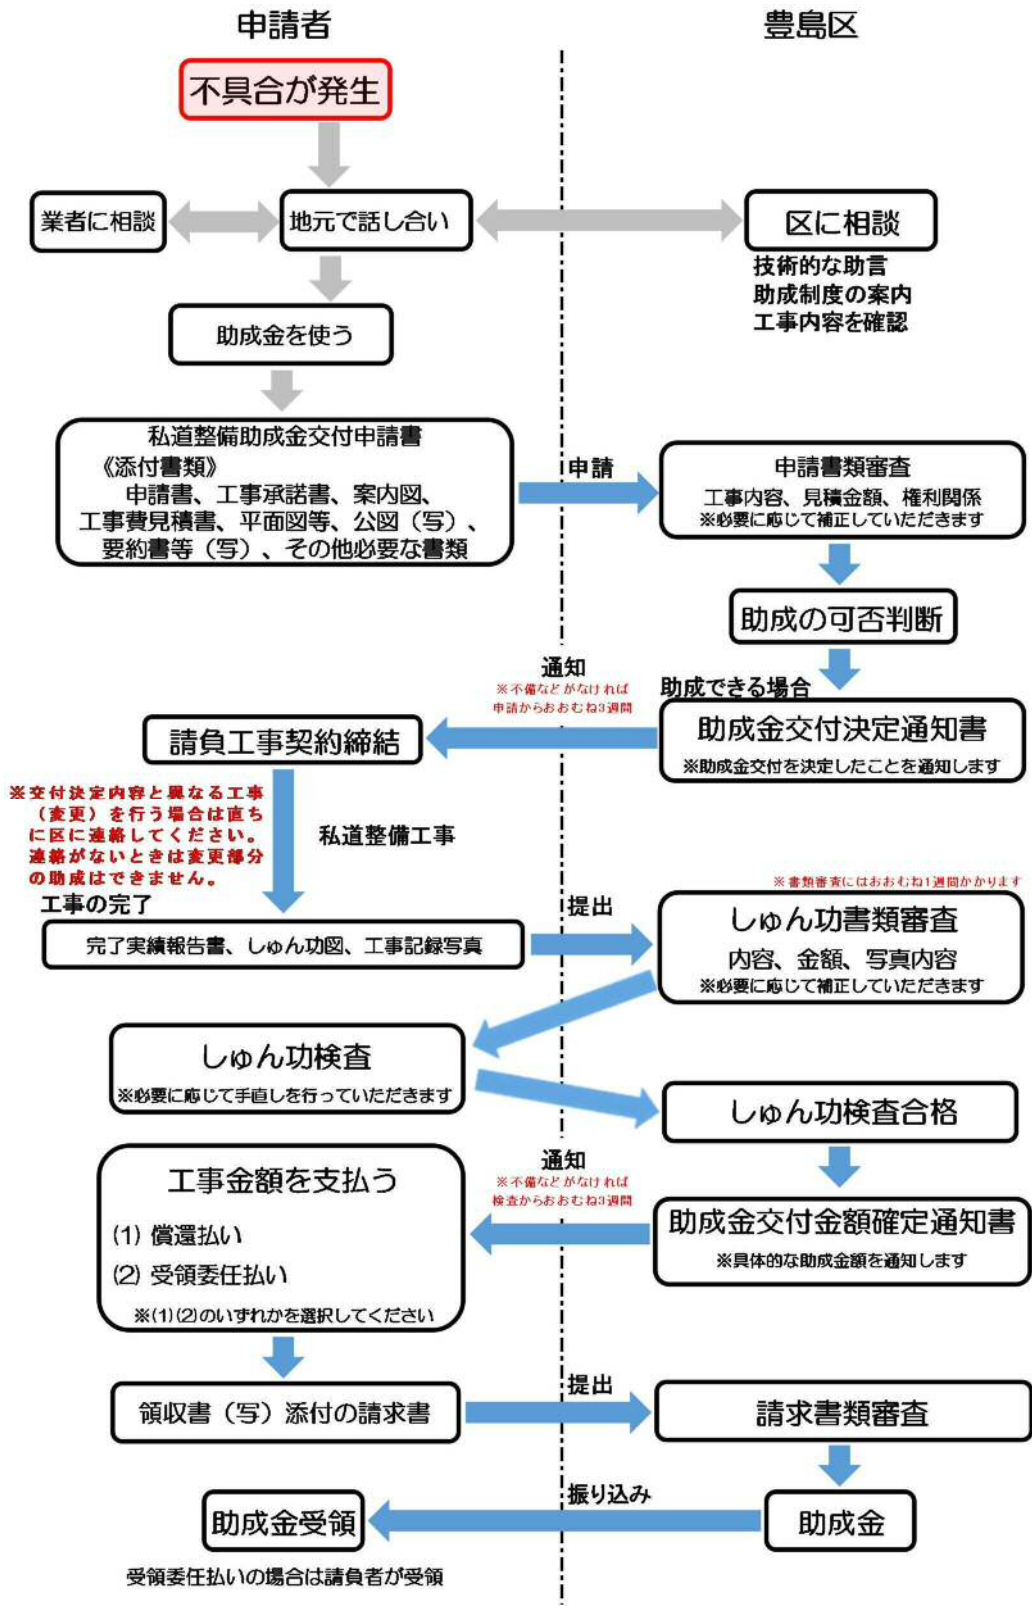 申請者
豊島区
不具合が発生
業者に相談
地元で話し合い
区に相談
技術的な助言
助成制度の案内
工事内容を確認
助成金を使う
私道整備助成金交付申請書
《添付書類》
申請書、工事承諾書、案内図、
工事費見積書、平面図等、公図（写）、
要約書等（写）、その他必要な書類
申請
申請書類審査
工事内容、見積金額、権利関係
※必要に応じて補正していただきます
助成の可否判断
通知
※不備などがなければ
申請からおおむね3週間
助成できる場合
助成金交付決定通知書
※助成金交付を決定したことを通知します
請負工事契約締結
※交付決定内容と異なる工事
（変更）を行う場合は直ち
に区に連絡してください。
連絡がないときは変更部分
の助成はできません。
私道整備工事
工事の完了
完了実績報告書、しゅん功図、工事記録写真
提出
※書類審査にはおおむね1週間かかります
しゅん功書類審査
内容、金額、写真内容
※必要に応じて補正していただきます
しゅん功検査
※必要に応じて手直しを行っていただきます
しゅん功検査合格
通知
※不備などがなければ
検査からおおむね3週間
助成金交付金額確定通知書
※具体的な助成金額を通知します
工事金額を支払う
(1) 償還払い
(2) 受領委任払い
※(1)(2)のいずれかを選択してください
領収書（写）添付の請求書
提出
請求書類審査
振り込み
助成金
助成金受領
受領委任払いの場合は請負者が受領